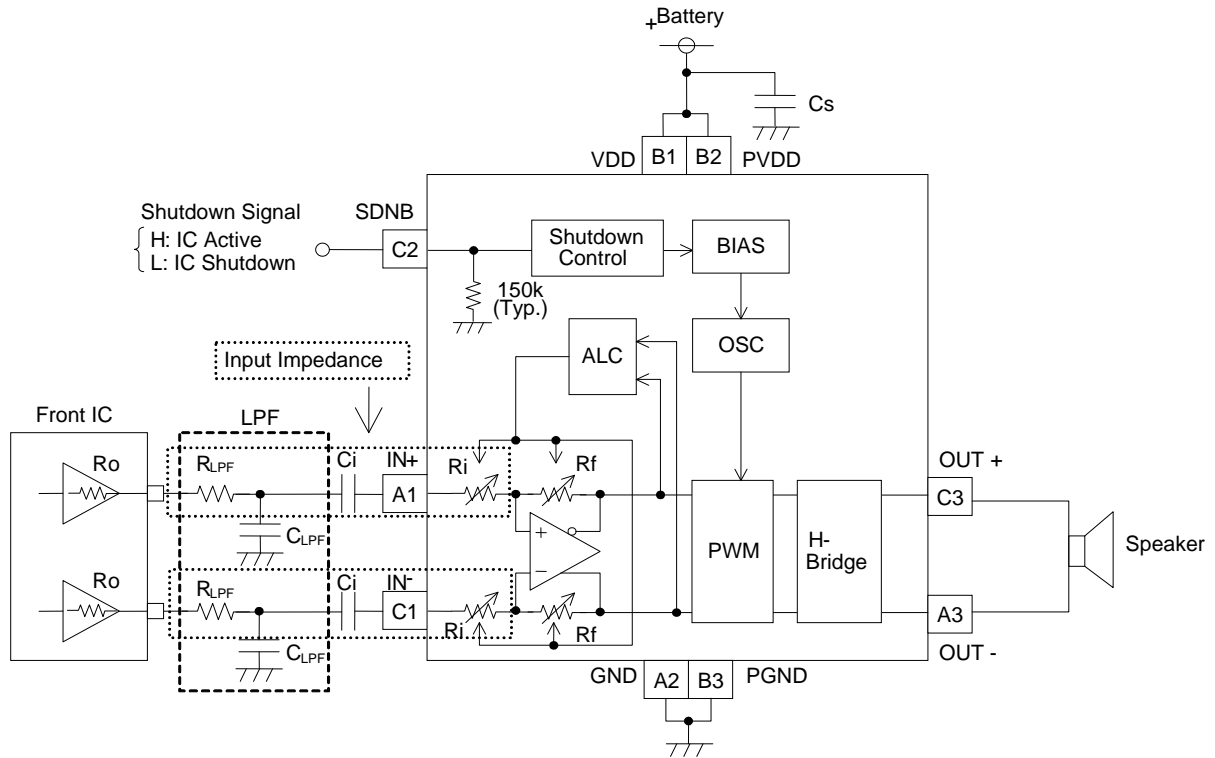 +Battery
Cs
VDD
B1
B2
PVDD
Shutdown Signal
H: IC Active
L: IC Shutdown
SDNB
C2
Shutdown
Control
BIAS
150k
(Typ.)
OSC
ALC
Input Impedance
Front IC
LPF
Ro
RLPF
Ci
IN+
A1
Ri
Rf
CLPF
+
-
PWM
H-
Bridge
OUT +
C3
Speaker
Ro
RLPF
Ci
IN-
C1
Ri
Rf
CLPF
A3
OUT -
GND
A2
B3
PGND